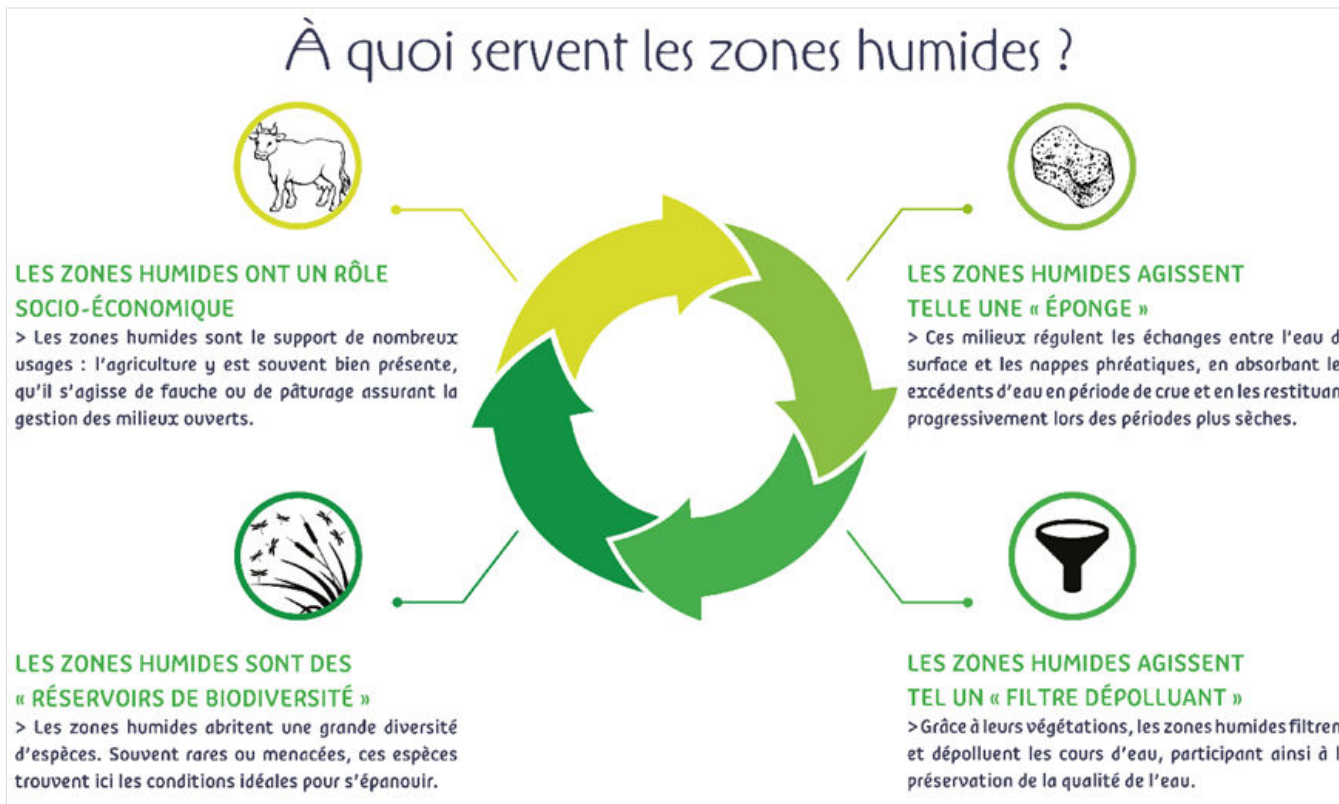 À quoi servent les zones humides ?
LES ZONES HUMIDES ONT UN RÔLE
SOCIO-ÉCONOMIQUE
> Les zones humides sont le support de nombreux
usages : l'agriculture y est souvent bien présente,
qu'il s'agisse de fauche ou de pâturage assurant la
gestion des milieux ouverts.
LES ZONES HUMIDES AGISSENT
TELLE UNE « ÉPONGE »
> Ces milieux régulent les échanges entre l'eau d
surface et les nappes phréatiques, en absorbant le
excédents d'eau en période de crue et en les restituan
progressivement lors des périodes plus sèches.
LES ZONES HUMIDES SONT DES
« RÉSERVOIRS DE BIODIVERSITÉ »
> Les zones humides abritent une grande diversité
d'espèces. Souvent rares ou menacées, ces espèces
trouvent ici les conditions idéales pour s'épanouir.
LES ZONES HUMIDES AGISSENT
TEL UN « FILTRE DÉPOLLUANT »
> Grâce à leurs végétations, les zones humides filtren
et dépolluent les cours d'eau, participant ainsi à l
préservation de la qualité de l'eau.